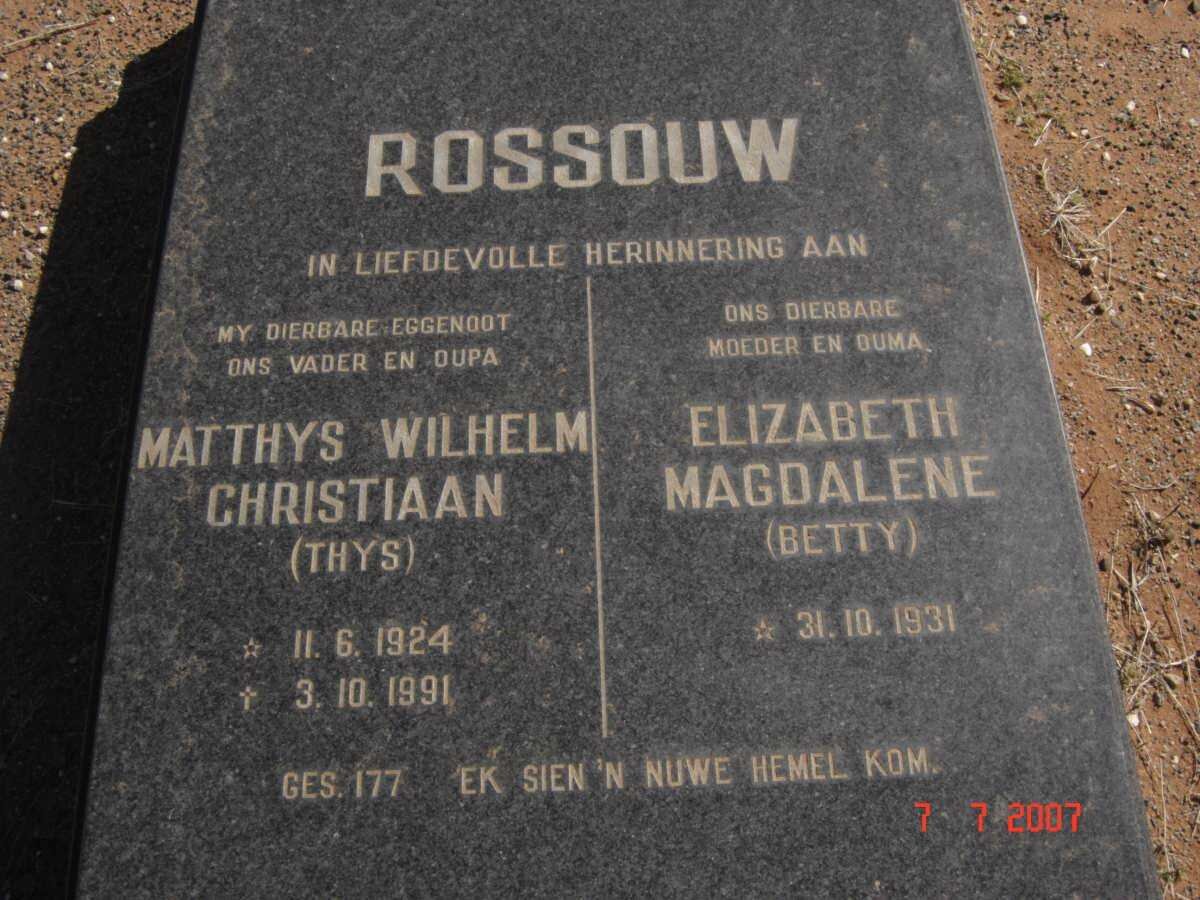 ROSSOUW
IN LIEFDEVOLLE HERINNERING AAN
MY DIERBARE EGGENOOT
ONS VADER EN OUPA
MATTHYS WILHELM
CHRISTIAAN
(THYS)
☆ 11. 6. 1924
† 3. 10. 1991
ONS DIERBARE
MOEDER EN OUMA
ELIZABETH
MAGDALENE
(BETTY)
☆ 31. 10. 1931
GES. 177 EK SIEN 'N NUWE HEMEL KOM.
7 7 2007